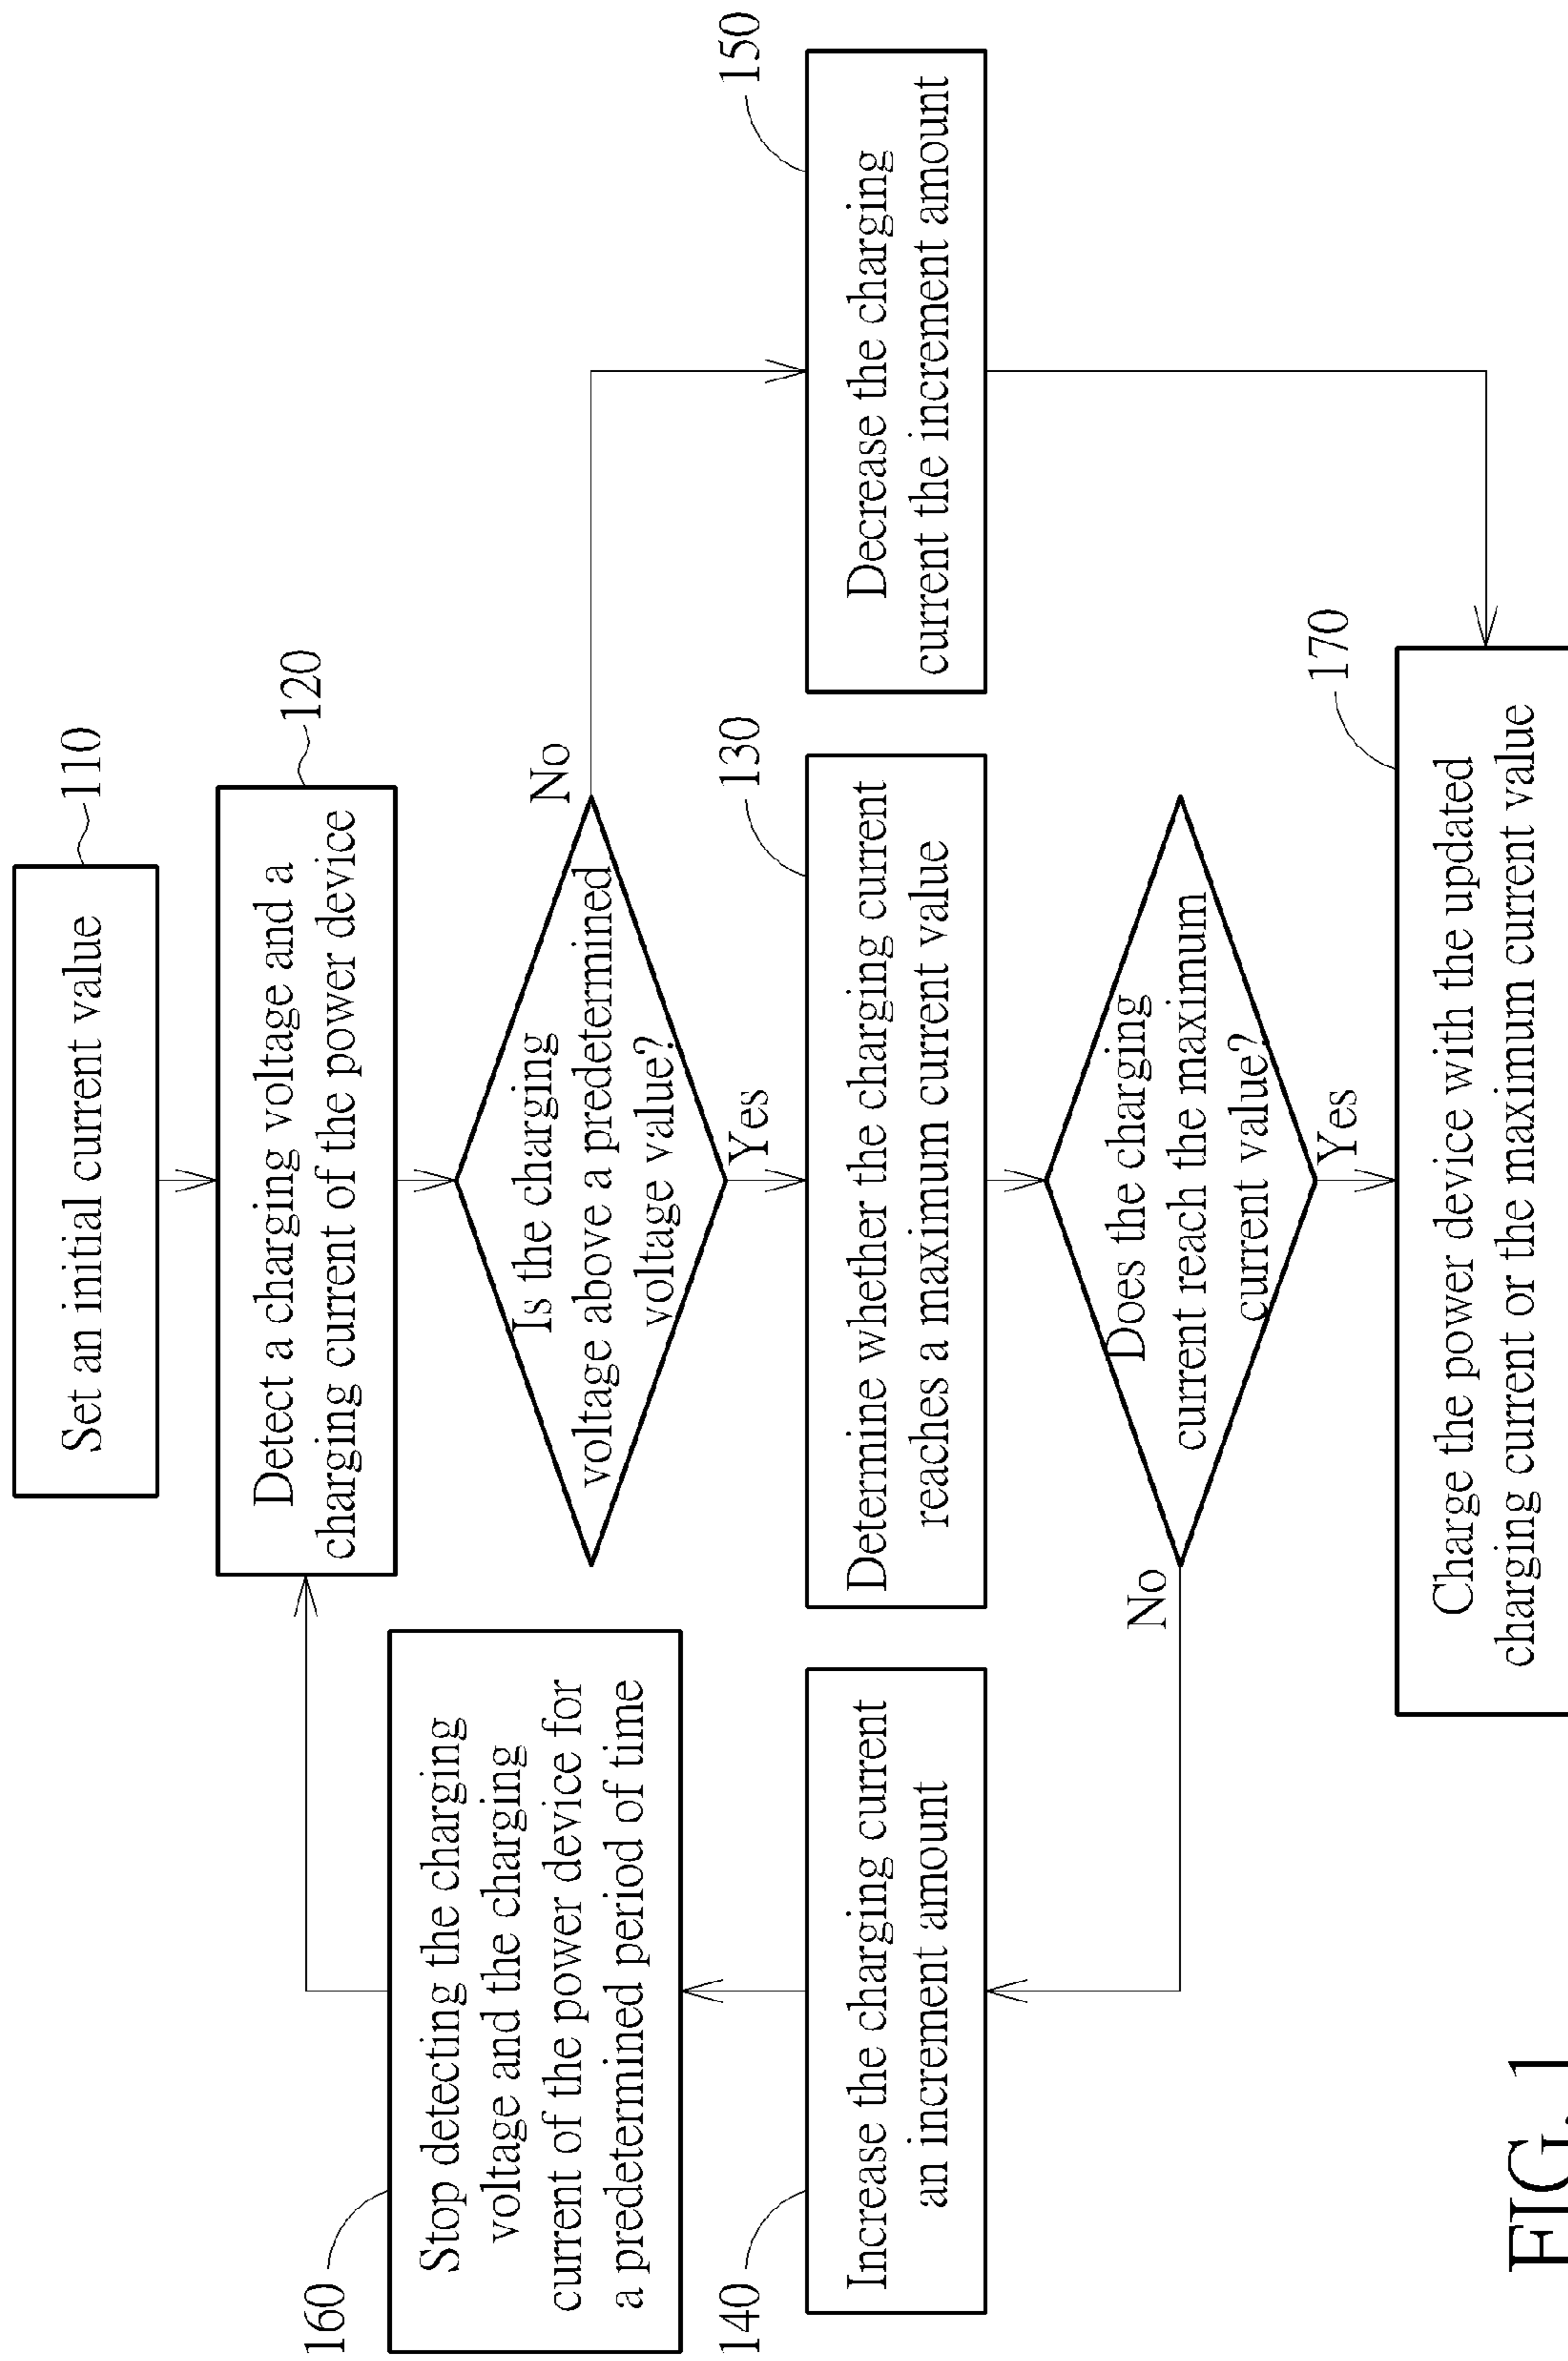 Set an initial current value
110
Detect a charging voltage and a
charging current of the power device
120
Is the charging
voltage above a predetermined
voltage value?
No
Yes
Stop detecting the charging
voltage and the charging
current of the power device for
a predetermined period of time
160
Determine whether the charging current
reaches a maximum current value
130
Decrease the charging
current the increment amount
150
Increase the charging current
an increment amount
140
Does the charging
current reach the maximum
current value?
No
Yes
Charge the power device with the updated
charging current or the maximum current value
170
FIG. 1